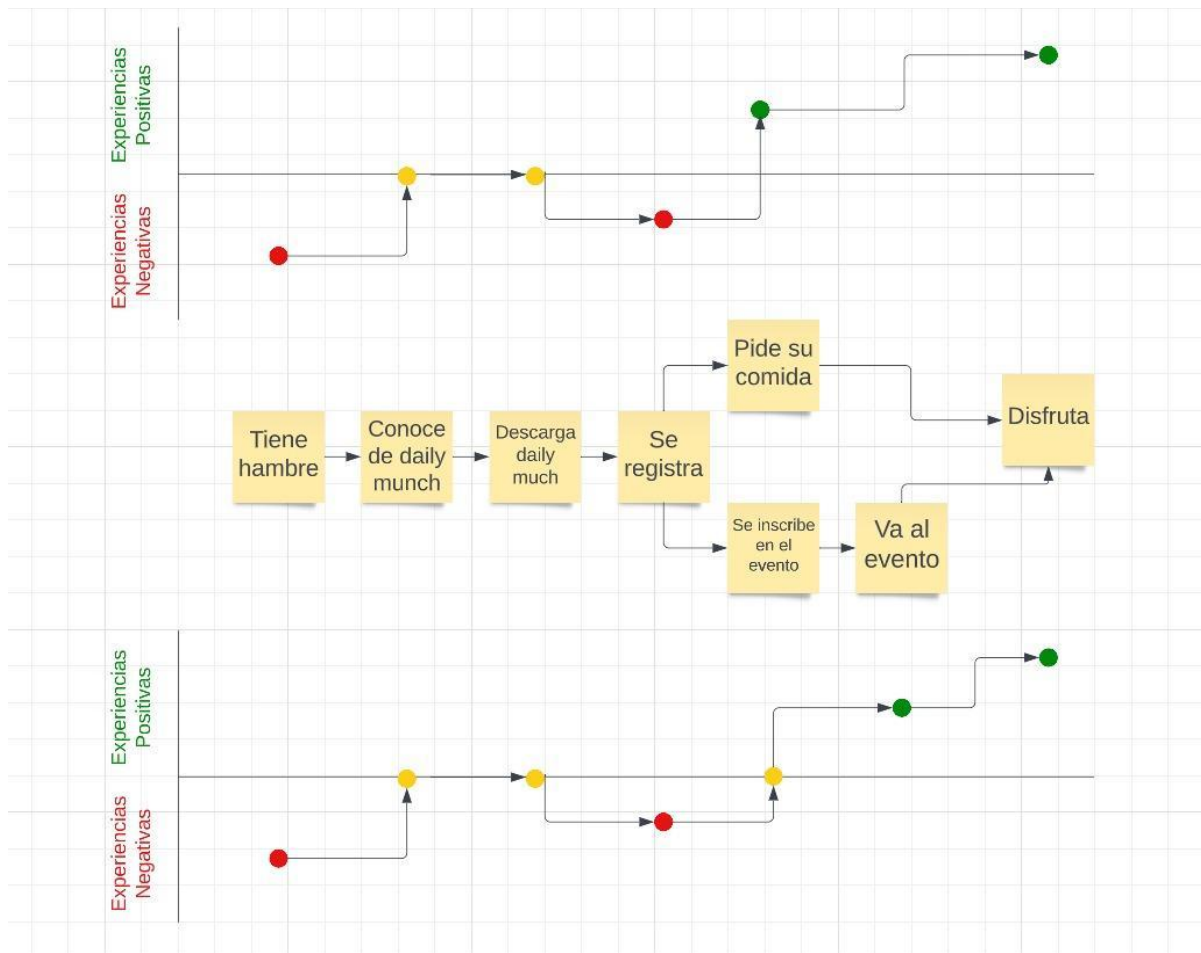 Experiencias
Positivas
Experiencias
Negativas
Tiene
hambre
Conoce
de daily
munch
Descarga
daily
much
Se
registra
Pide su
comida
Se inscribe
en el
evento
Va al
evento
Disfruta
Experiencias
Positivas
Experiencias
Negativas